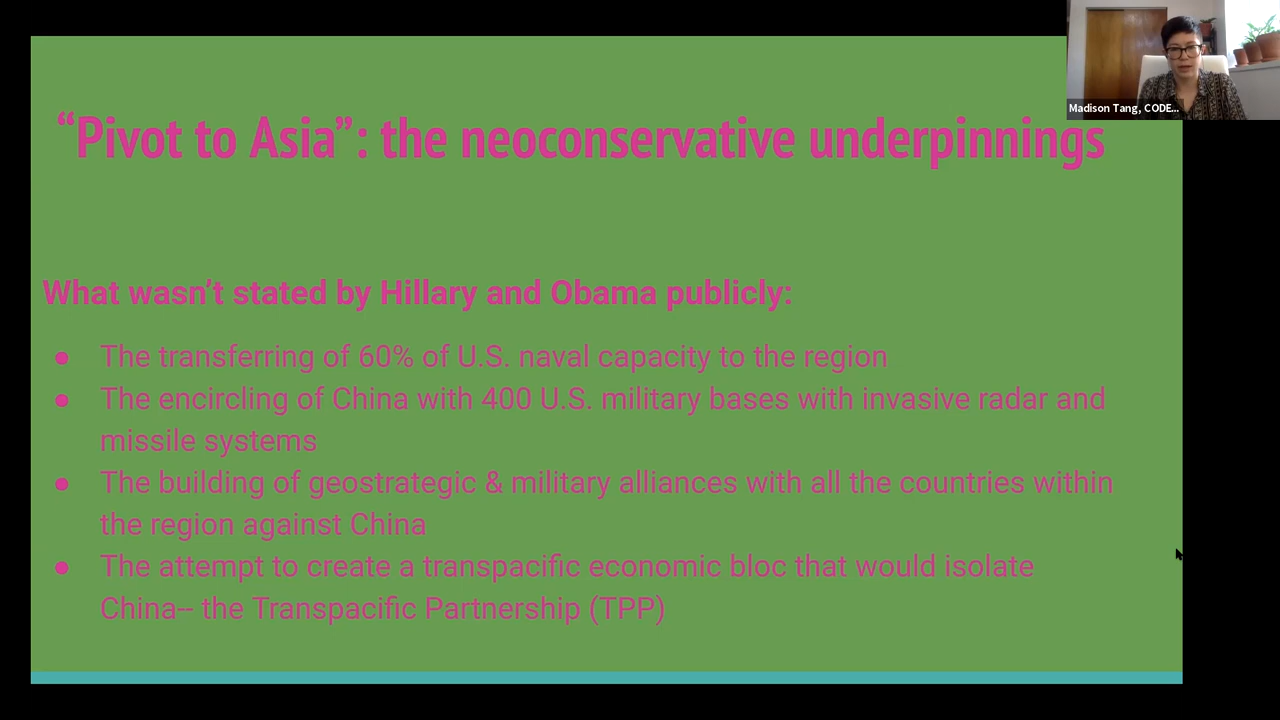 Madison Tang, CODE...
“Pivot to Asia”: the neoconservative underpinnings
What wasn’t stated by Hillary and Obama publicly:
● The transferring of 60% of U.S. naval capacity to the region
● The encircling of China with 400 U.S. military bases with invasive radar and
missile systems
● The building of geostrategic & military alliances with all the countries within
the region against China
● The attempt to create a transpacific economic bloc that would isolate
China-- the Transpacific Partnership (TPP)